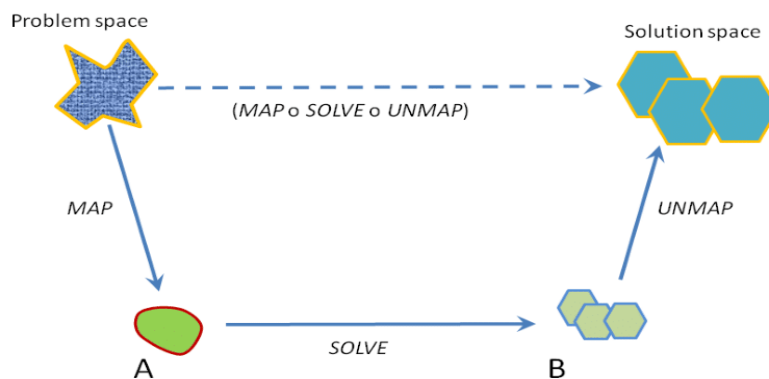 Problem space
Solution space
(MAP o SOLVE o UNMAP)
MAP
UNMAP
SOLVE
A
B